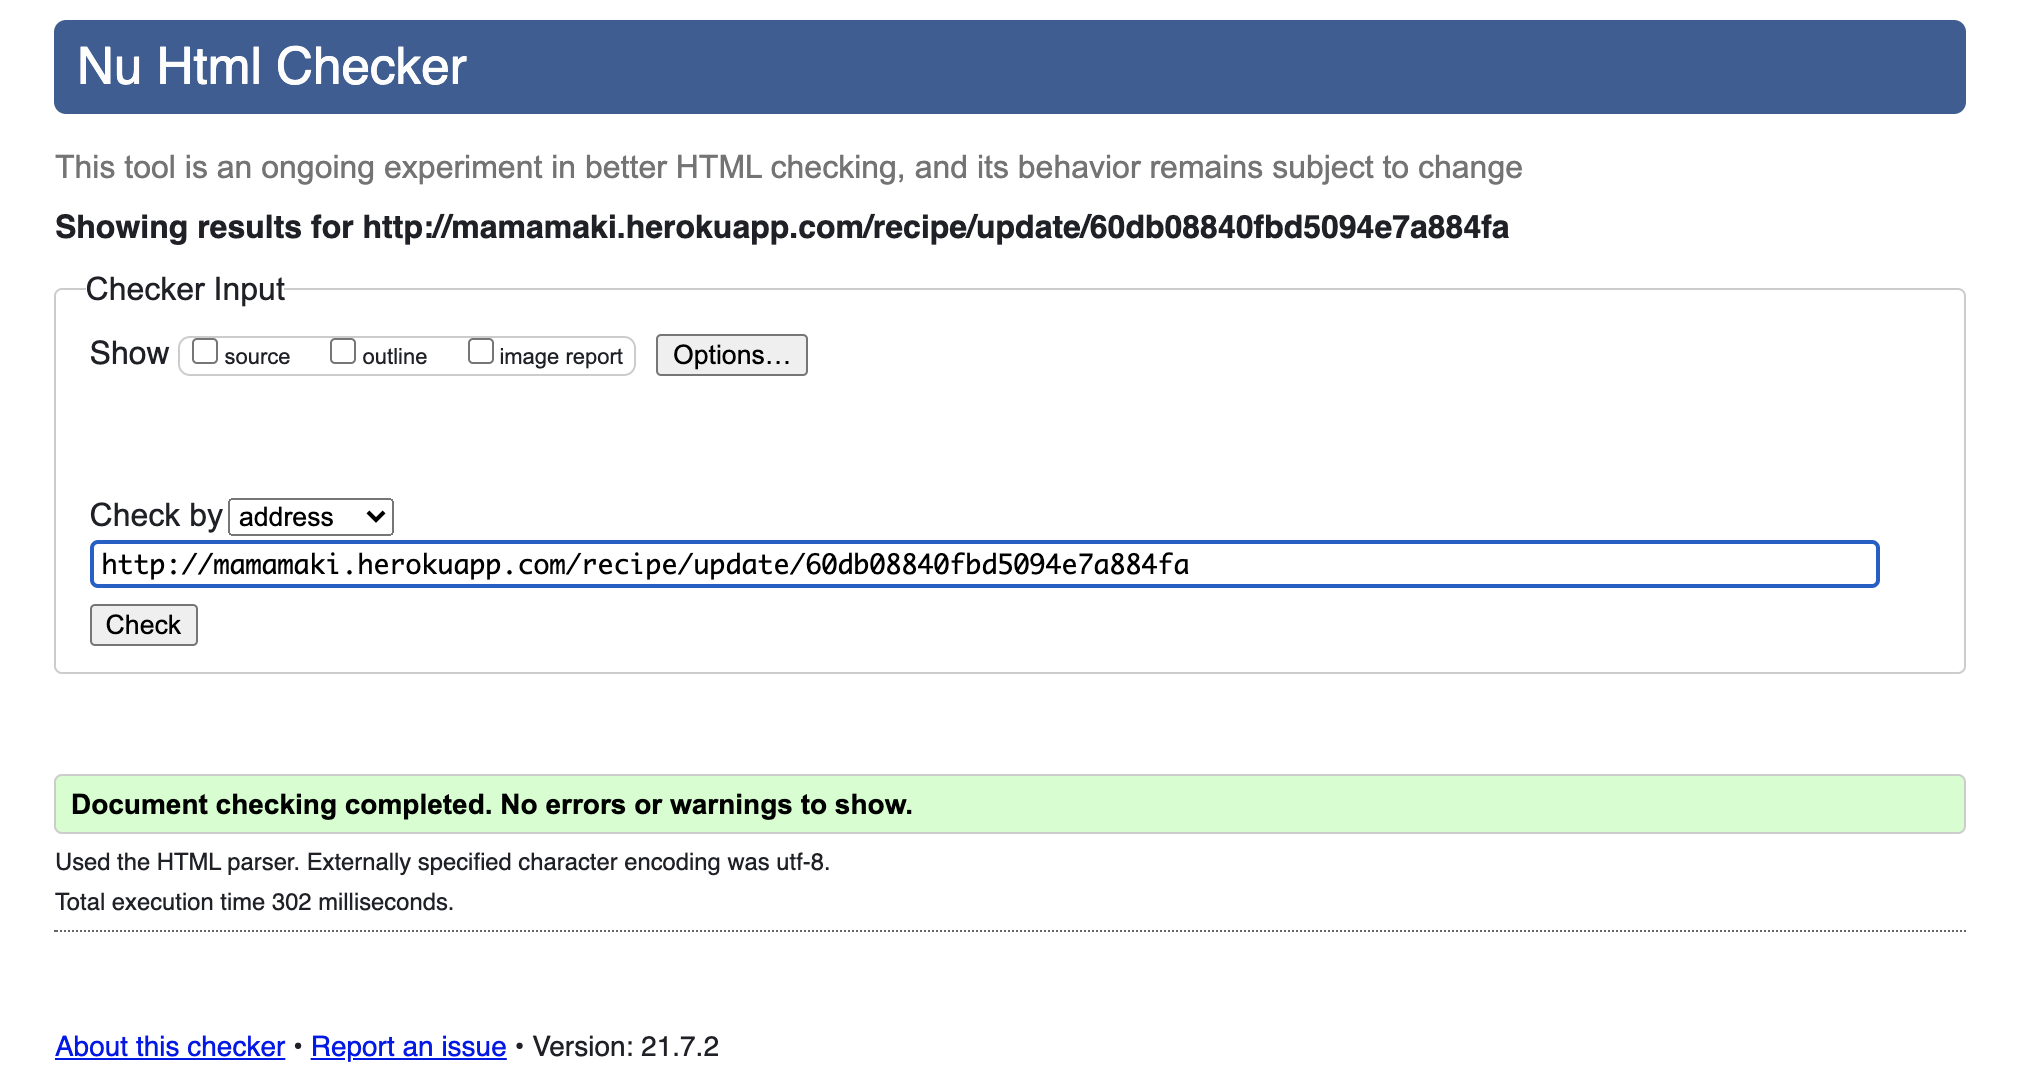 Nu Html Checker
This tool is an ongoing experiment in better HTML checking, and its behavior remains subject to change
Showing results for http://mamamaki.herokuapp.com/recipe/update/60db08840fbd5094e7a884fa
Checker Input
Show source outline image report Options...
Check by address
http://mamamaki.herokuapp.com/recipe/update/60db08840fbd5094e7a884fa
Check
Document checking completed. No errors or warnings to show.
Used the HTML parser. Externally specified character encoding was utf-8.
Total execution time 302 milliseconds.
About this checker • Report an issue • Version: 21.7.2